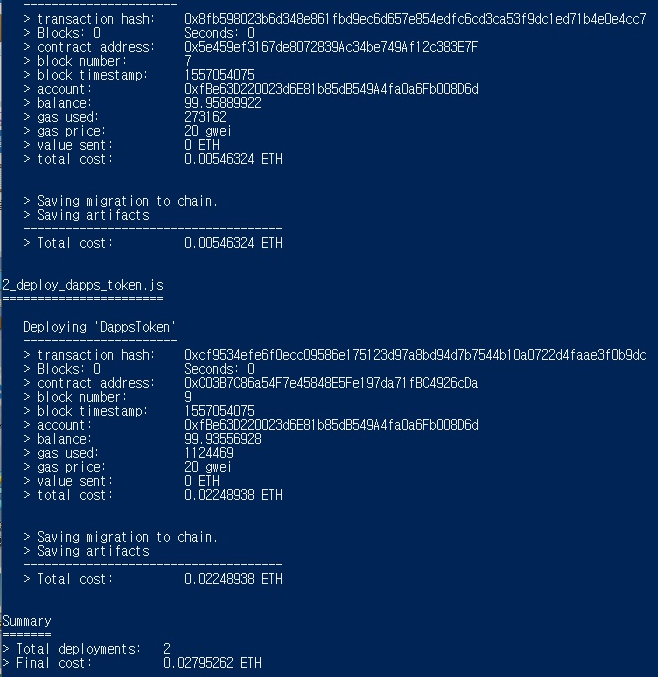 -----------------------
> transaction hash:    0x8fb598023b6d348e861fbd9ec6d657e854edfc6cd3ca53f9dc1ed71b4e0e4cc7
> Blocks: 0            Seconds: 0
> contract address:    0x5e459ef3167de8072839Ac34be749Af12c383E7F
> block number:        7
> block timestamp:     1557054075
> account:             0xfBe63D220023d6E81b85dB549A4fa0a6Fb008D6d
> balance:             99.95889922
> gas used:            273162
> gas price:           20 gwei
> value sent:          0 ETH
> total cost:          0.00546324 ETH
> Saving migration to chain.
> Saving artifacts
-------------------------------------
> Total cost:          0.00546324 ETH
2_deploy_dapps_token.js
=======================
Deploying 'DappsToken'
----------------------
> transaction hash:    0xcf9534efe6f0ecc09586e175123d97a8bd94d7b7544b10a0722d4faae3f0b9dc
> Blocks: 0            Seconds: 0
> contract address:    0xC03B7C86a54F7e45848E5Fe197da71fBC4926cDa
> block number:        9
> block timestamp:     1557054075
> account:             0xfBe63D220023d6E81b85dB549A4fa0a6Fb008D6d
> balance:             99.93556928
> gas used:            1124469
> gas price:           20 gwei
> value sent:          0 ETH
> total cost:          0.02248938 ETH
> Saving migration to chain.
> Saving artifacts
-------------------------------------
> Total cost:          0.02248938 ETH
Summary
=======
> Total deployments:   2
> Final cost:          0.02795262 ETH